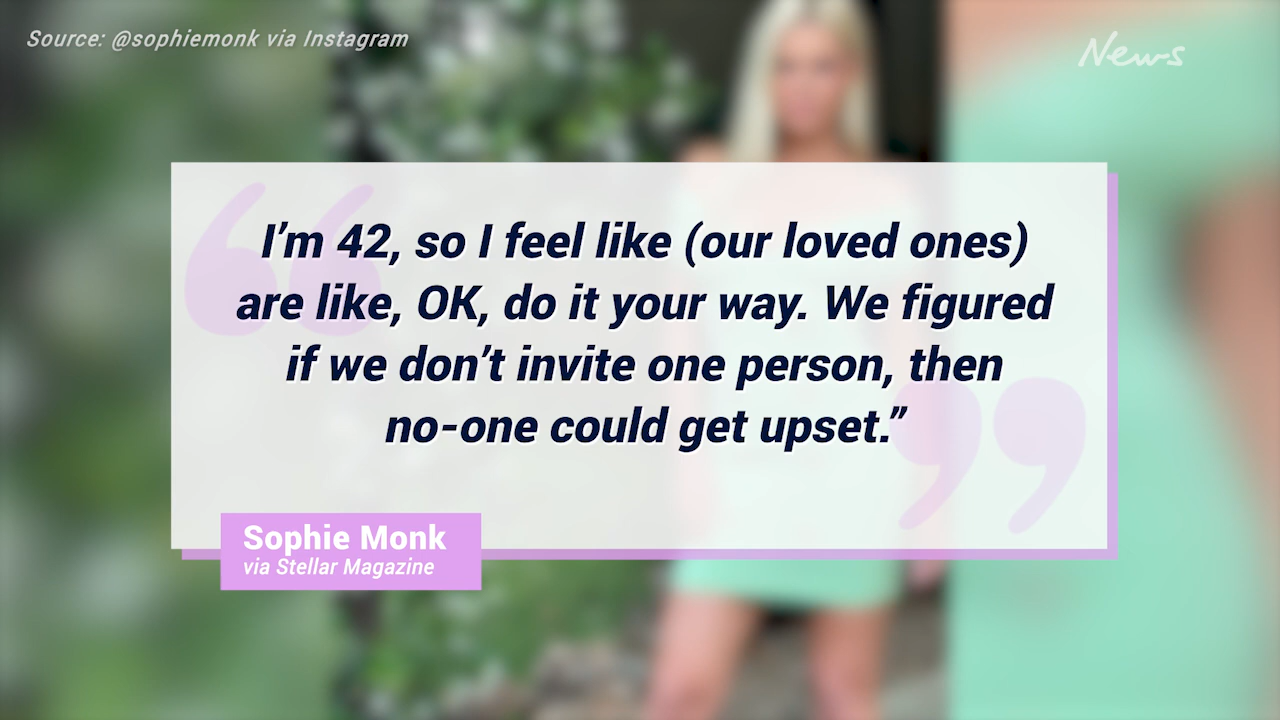 Source: @sophiemonk via Instagram
News
I’m 42, so I feel like (our loved ones)
are like, OK, do it your way. We figured
if we don’t invite one person, then
no-one could get upset.”
Sophie Monk
via Stellar Magazine